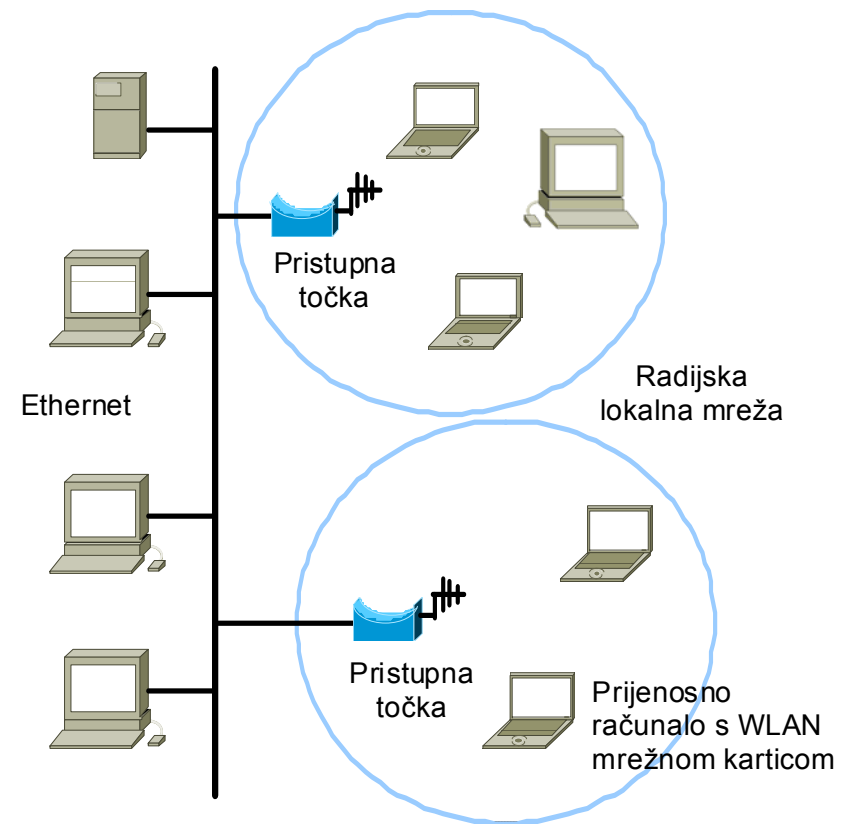 Pristupna
točka
Ethernet
Radijska
lokalna mreža
Pristupna
točka
Prijenosno
računalo s WLAN
mrežnom karticom